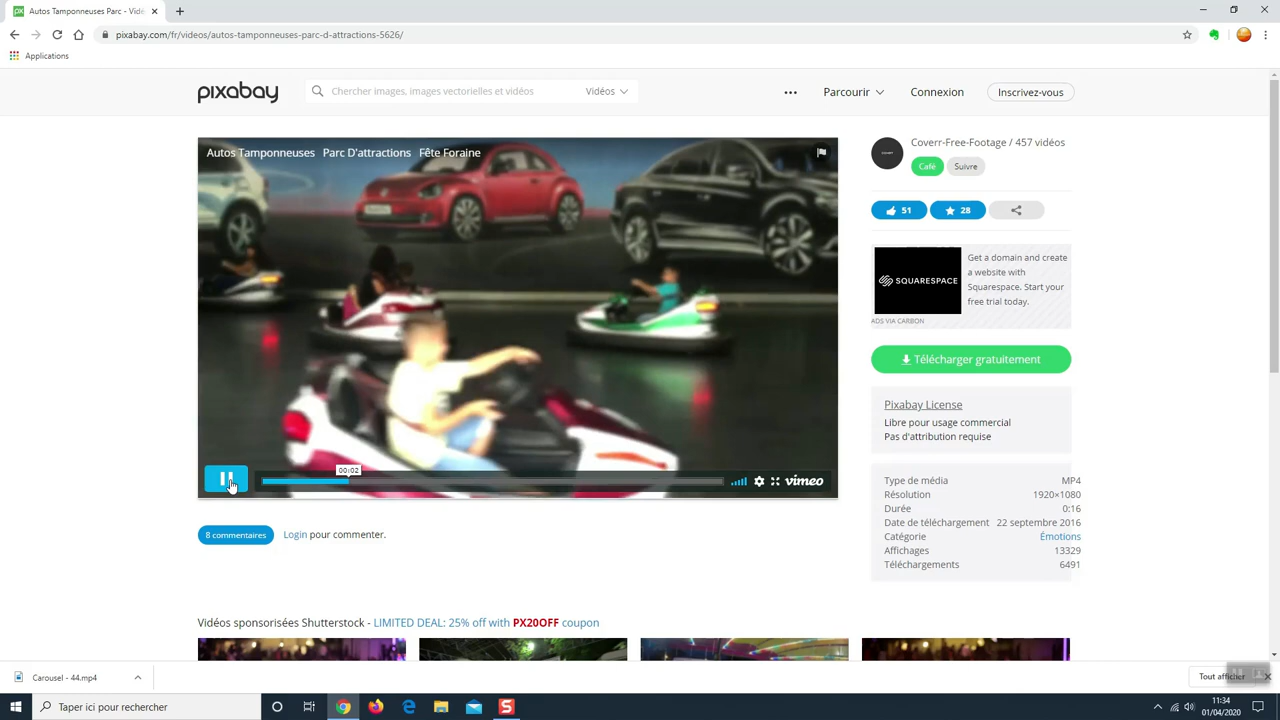 Autos Tamponneuses Parc - Vidéo
pixabay.com/fr/videos/autos-tamponneuses-parc-d-attractions-5626/
Applications
pixabay
Chercher images, images vectorielles et vidéos
Vidéos
Parcourir
Connexion
Inscrivez-vous
Autos Tamponneuses Parc D'attractions Fête Foraine
Coverr-Free-Footage / 457 vidéos
Café
Suivre
51
28
SQUARESPACE
Get a domain and create
a website with
Squarespace. Start your
free trial today.
ADS VIA CARBON
Télécharger gratuitement
Pixabay License
Libre pour usage commercial
Pas d'attribution requise
00:02
vimeo
Type de média MP4
Résolution 1920×1080
Durée 0:16
Date de téléchargement 22 septembre 2016
Catégorie Émotions
Affichages 13329
Téléchargements 6491
8 commentaires
Login pour commenter.
Vidéos sponsorisées Shutterstock - LIMITED DEAL: 25% off with PX20OFF coupon
Carousel - 44.mp4
Tout afficher
Taper ici pour rechercher
11:34
01/04/2020